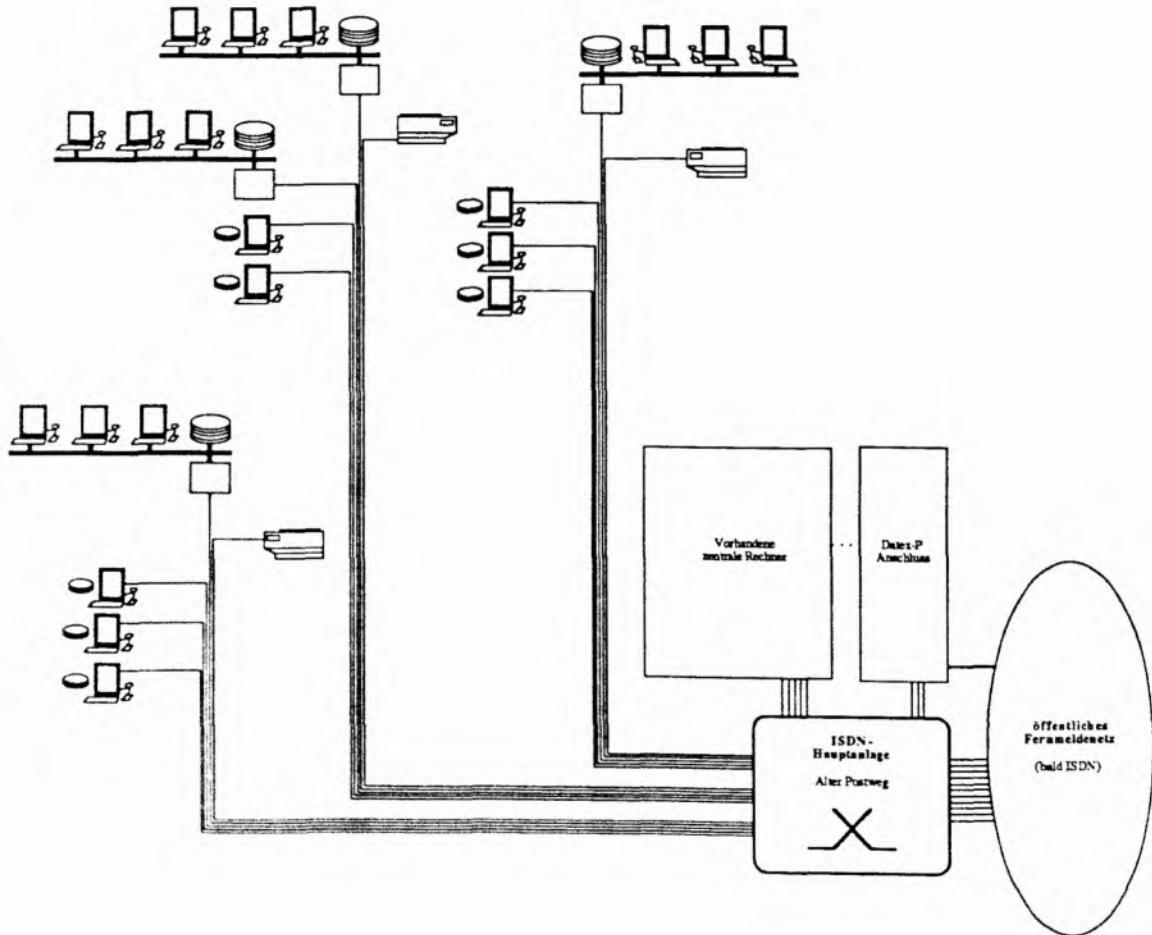 Vorhandene
zentrale Rechner
Datex-P
Anschluss
öffentliches
Fernmeldenetz
(bald ISDN)
ISDN-
Hauptanlage
Alter Postweg